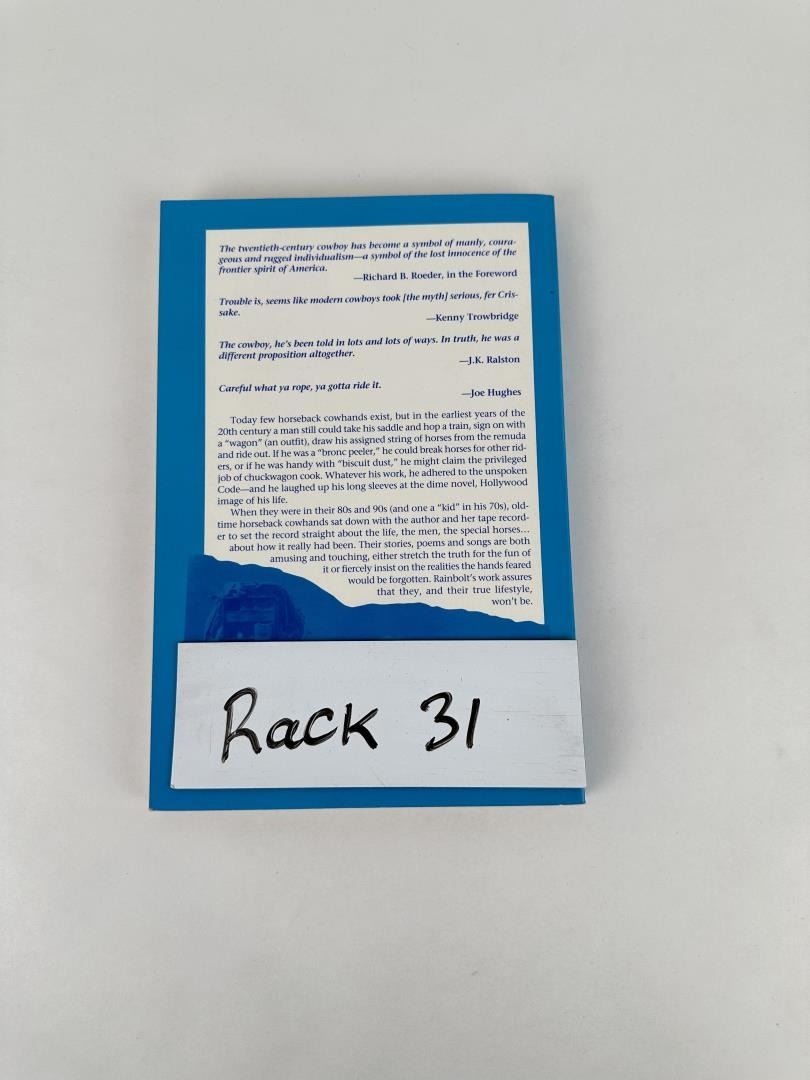 The twentieth-century cowboy has become a symbol of manly, coura-
geous and rugged individualism—a symbol of the lost innocence of the
frontier spirit of America.
—Richard B. Roeder, in the Foreword
Trouble is, seems like modern cowboys took [the myth] serious, fer Cris-
sake.
—Kenny Trowbridge
The cowboy, he's been told in lots and lots of ways. In truth, he was a
different proposition altogether.
—J.K. Ralston
Careful what ya rope, ya gotta ride it.
—Joe Hughes
Today few horseback cowhands exist, but in the earliest years of the
20th century a man still could take his saddle and hop a train, sign on with
a "wagon" (an outfit), draw his assigned string of horses from the remuda
and ride out. If he was a "bronc peeler," he could break horses for other rid-
ers, or if he was handy with "biscuit dust," he might claim the privileged
job of chuckwagon cook. Whatever his work, he adhered to the unspoken
Code—and he laughed up his long sleeves at the dime novel, Hollywood
image of his life.
When they were in their 80s and 90s (and one a "kid" in his 70s), old-
time horseback cowhands sat down with the author and her tape record-
er to set the record straight about the life, the men, the special horses...
about how it really had been. Their stories, poems and songs are both
amusing and touching, either stretch the truth for the fun of
it or fiercely insist on the realities the hands feared
would be forgotten. Rainbolt's work assures
that they, and their true lifestyle,
won't be.
Rack 31